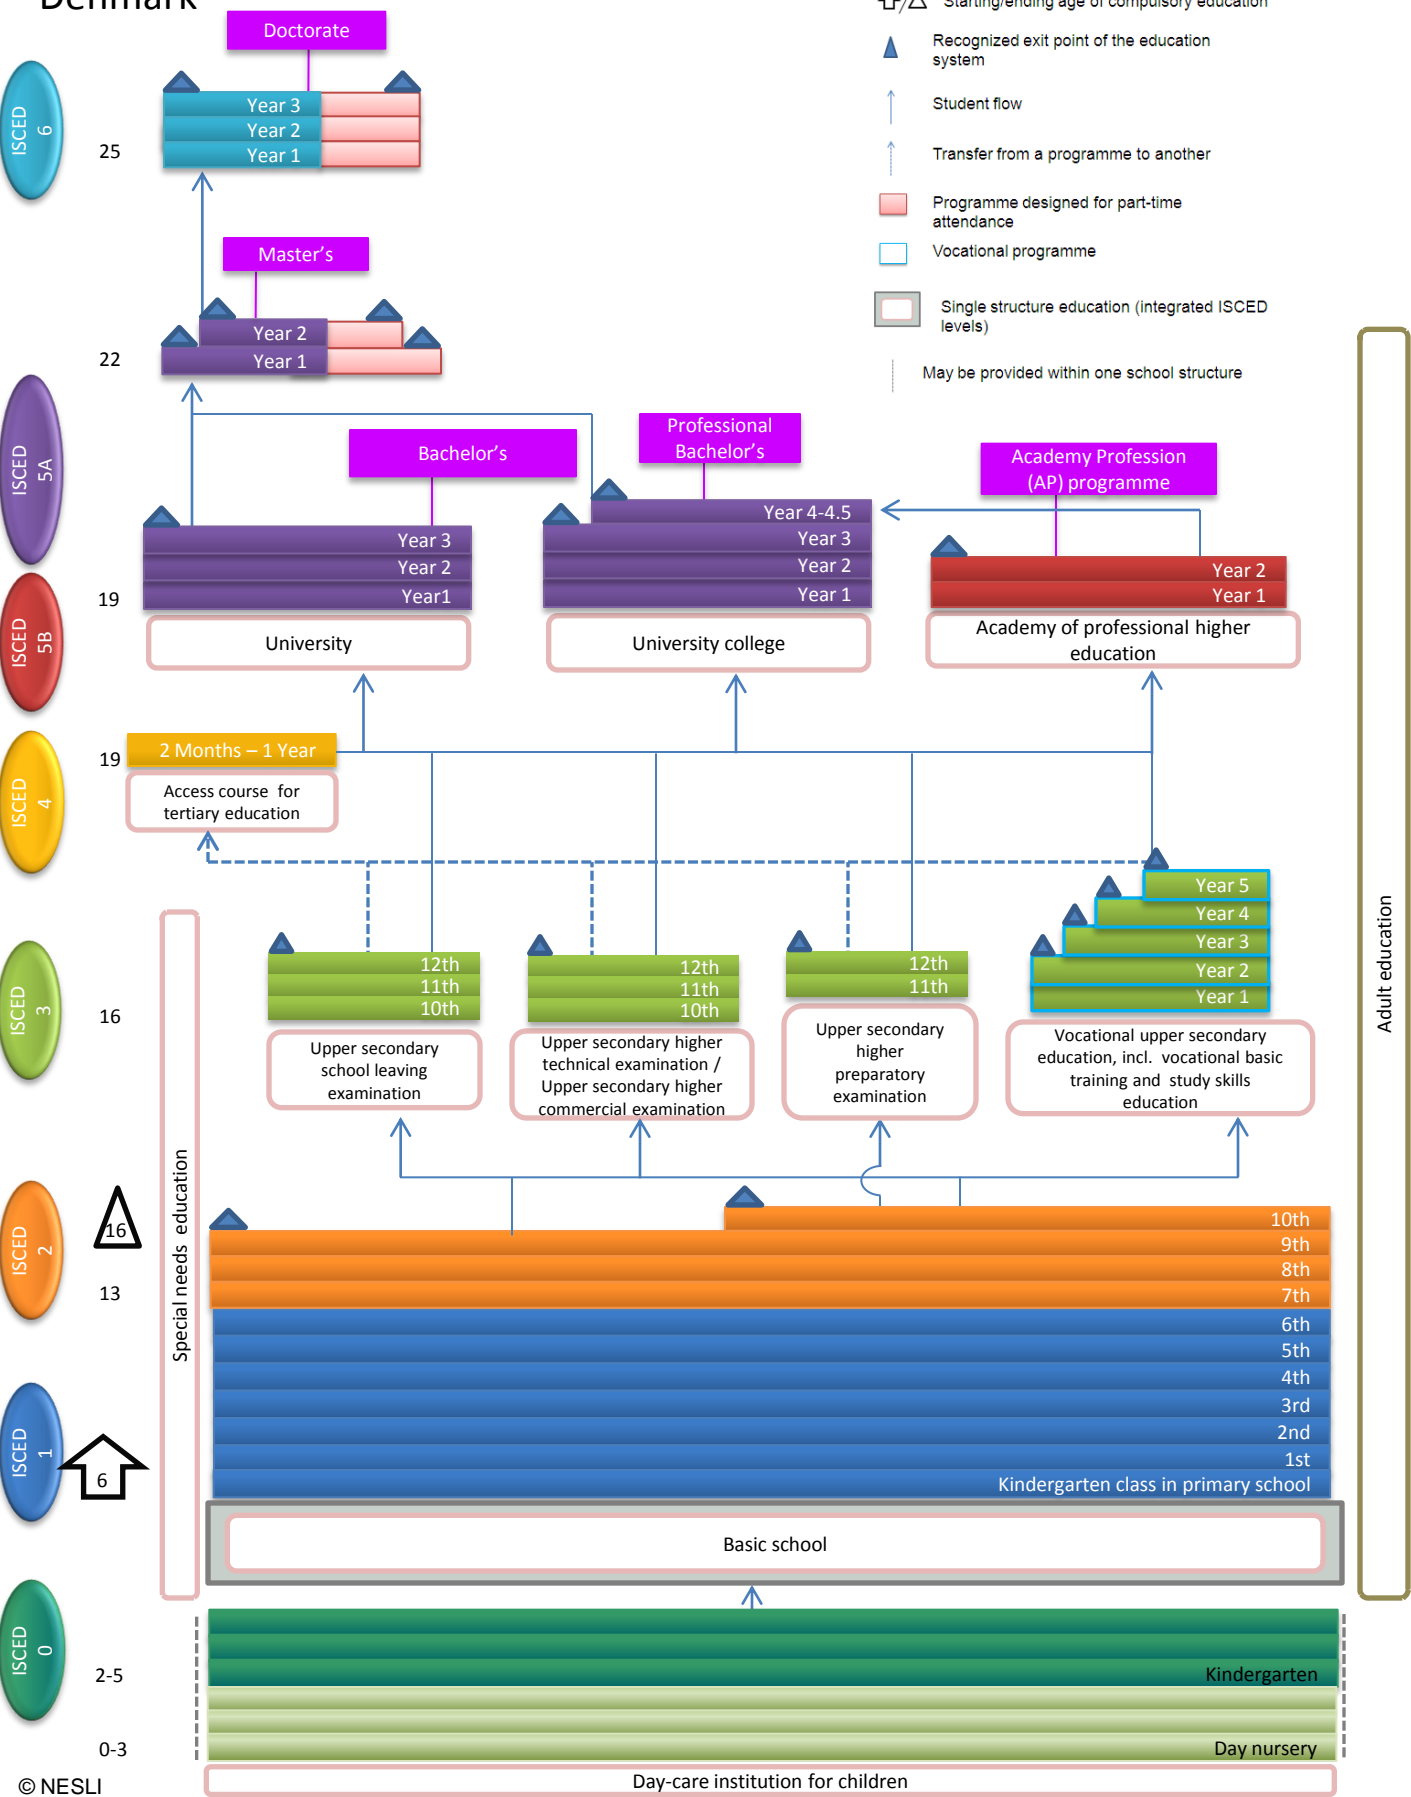 Denmark
Starting/ending age of compulsory education
Recognized exit point of the education
system
Student flow
Transfer from a programme to another
Programme designed for part-time
attendance
Vocational programme
Single structure education (integrated ISCED
levels)
May be provided within one school structure
Doctorate
ISCED
6
Year 3
Year 2
25
Year 1
Master's
Year 2
22
Year 1
ISCED
5A
Bachelor's
Professional
Bachelor's
Academy Profession
(AP) programme
Year 3
Year 2
Year1
Year 4-4.5
Year 3
Year 2
Year 1
Year 2
Year 1
ISCED
5B
19
University
University college
Academy of professional higher
education
ISCED
4
19
2 Months – 1 Year
Access course for
tertiary education
ISCED
3
16
12th
11th
10th
Upper secondary
school leaving
examination
12th
11th
10th
Upper secondary higher
technical examination /
Upper secondary higher
commercial examination
12th
11th
Upper secondary
higher
preparatory
examination
Year 5
Year 4
Year 3
Year 2
Year 1
Vocational upper secondary
education, incl. vocational basic
training and study skills
education
Adult education
Special needs education
ISCED
2
16
13
10th
9th
8th
7th
6th
5th
4th
3rd
2nd
1st
Kindergarten class in primary school
ISCED
1
6
Basic school
ISCED
0
2-5
Kindergarten
0-3
Day nursery
Day-care institution for children
© NESLI